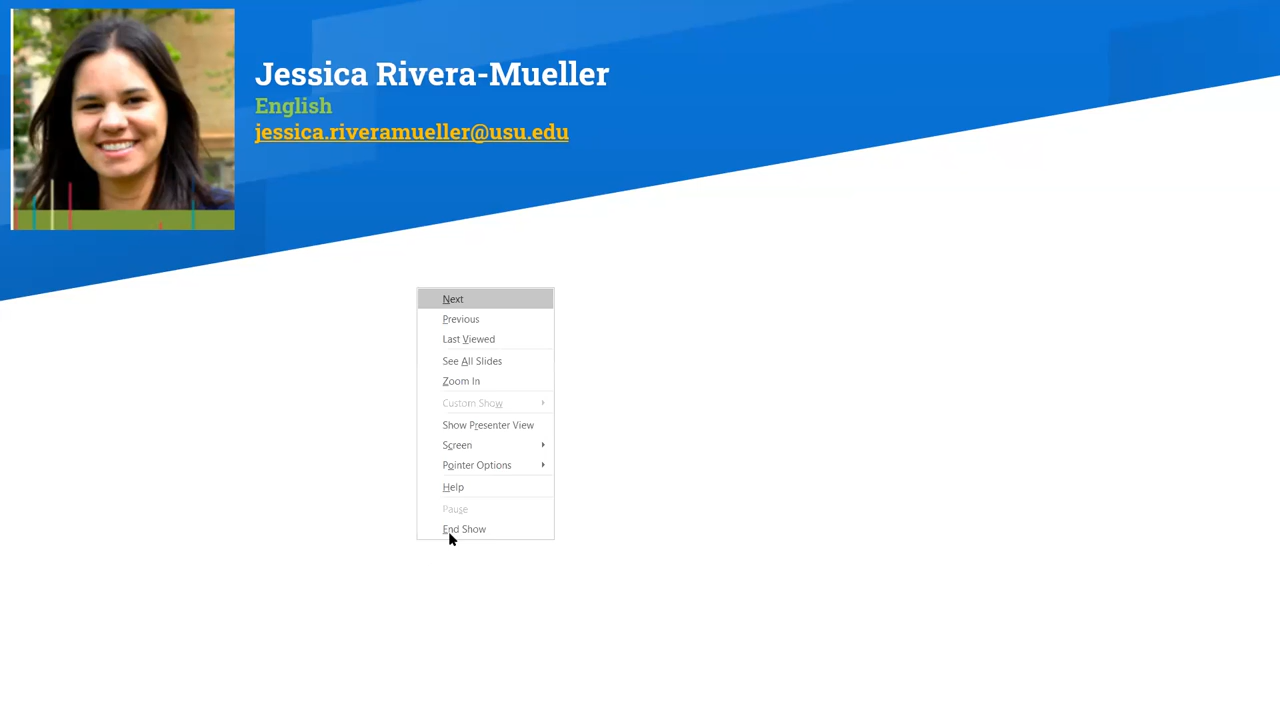 Jessica Rivera-Mueller
English
jessica.riveramueller@usu.edu
Next
Previous
Last Viewed
See All Slides
Zoom In
Custom Show
Show Presenter View
Screen
Pointer Options
Help
Pause
End Show